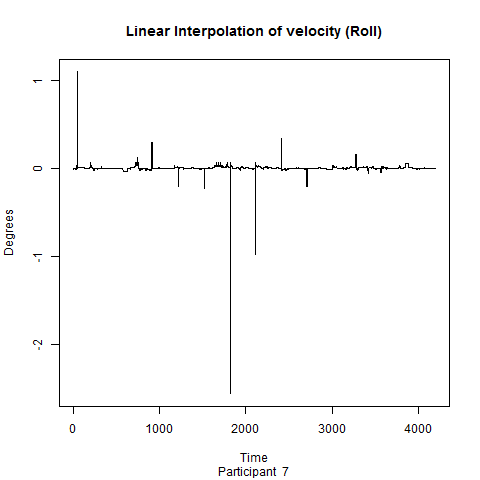 Linear Interpolation of velocity (Roll)
1
0
-1
-2
Degrees
0 1000 2000 3000 4000
Time
Participant 7